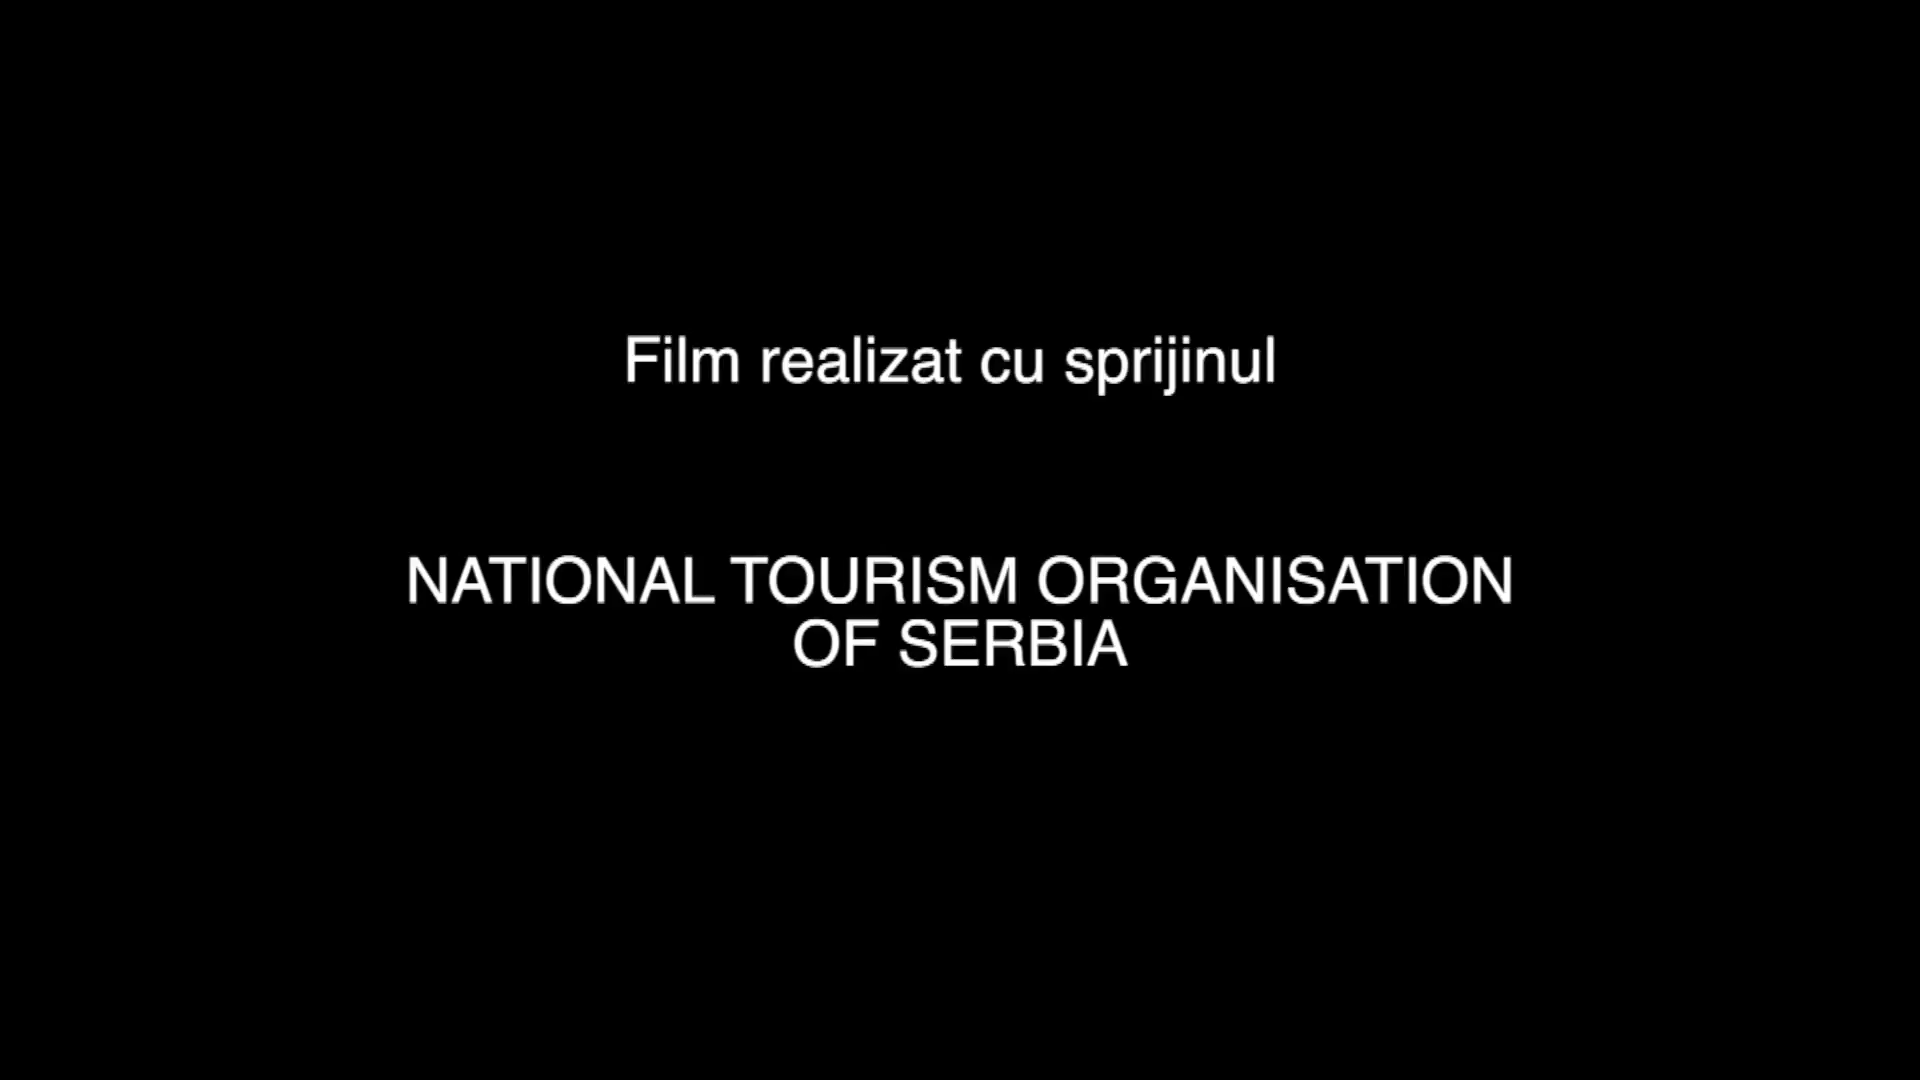 Film realizat cu sprijinul
NATIONAL TOURISM ORGANISATION
OF SERBIA